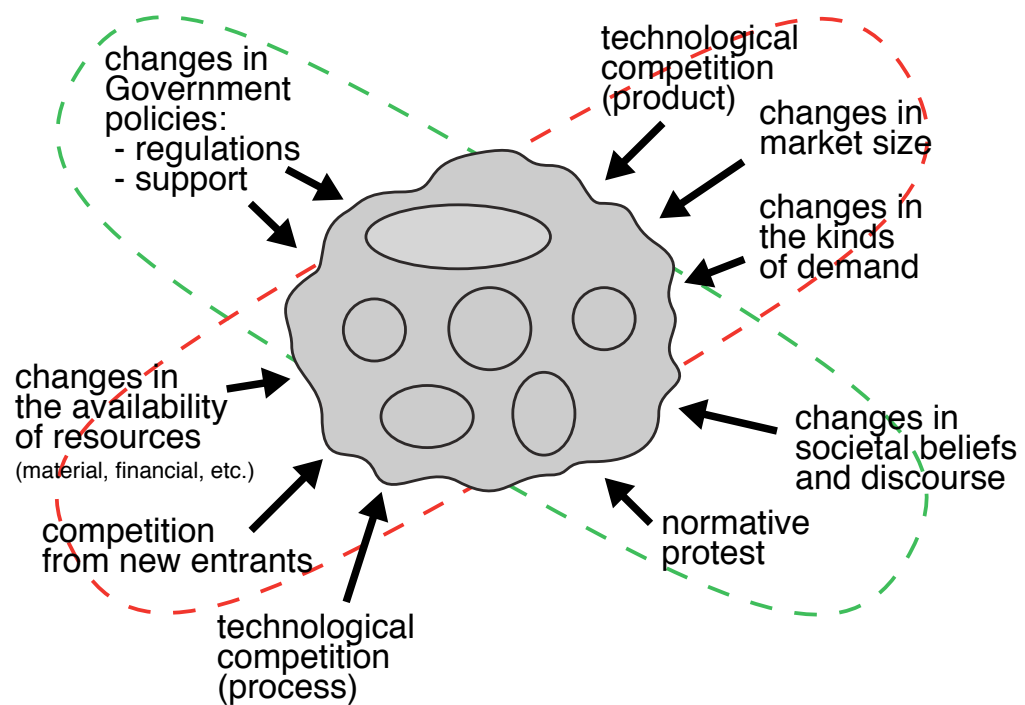 changes in
Government
policies:
- regulations
- support
technological
competition
(product)
changes in
market size
changes in
the kinds
of demand
changes in
the availability
of resources
(material, financial, etc.)
changes in
societal beliefs
and discourse
competition
from new entrants
normative
protest
technological
competition
(process)